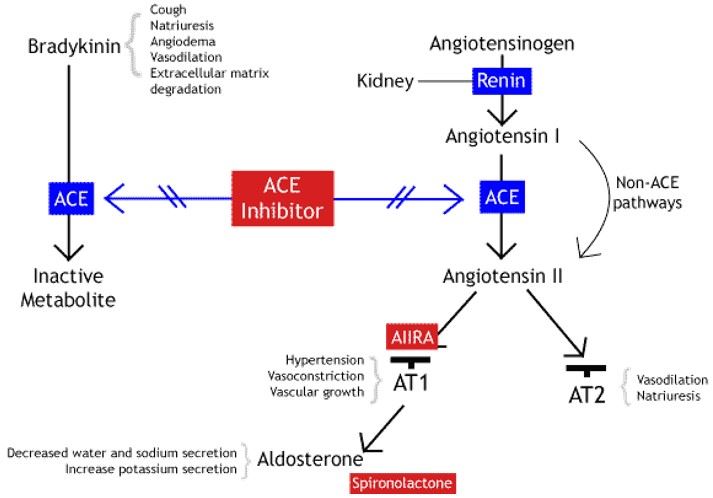 Bradykinin
Cough
Natriuresis
Angiodema
Vasodilation
Extracellular matrix
degradation
ACE
Inactive
Metabolite
ACE
Inhibitor
Angiotensinogen
Kidney
Renin
Angiotensin I
ACE
Non-ACE
pathways
Angiotensin II
AIIRA
Hypertension
Vasoconstriction
Vascular growth
AT1
AT2
Vasodilation
Natriuresis
Decreased water and sodium secretion
Increase potassium secretion
Aldosterone
Spironolactone